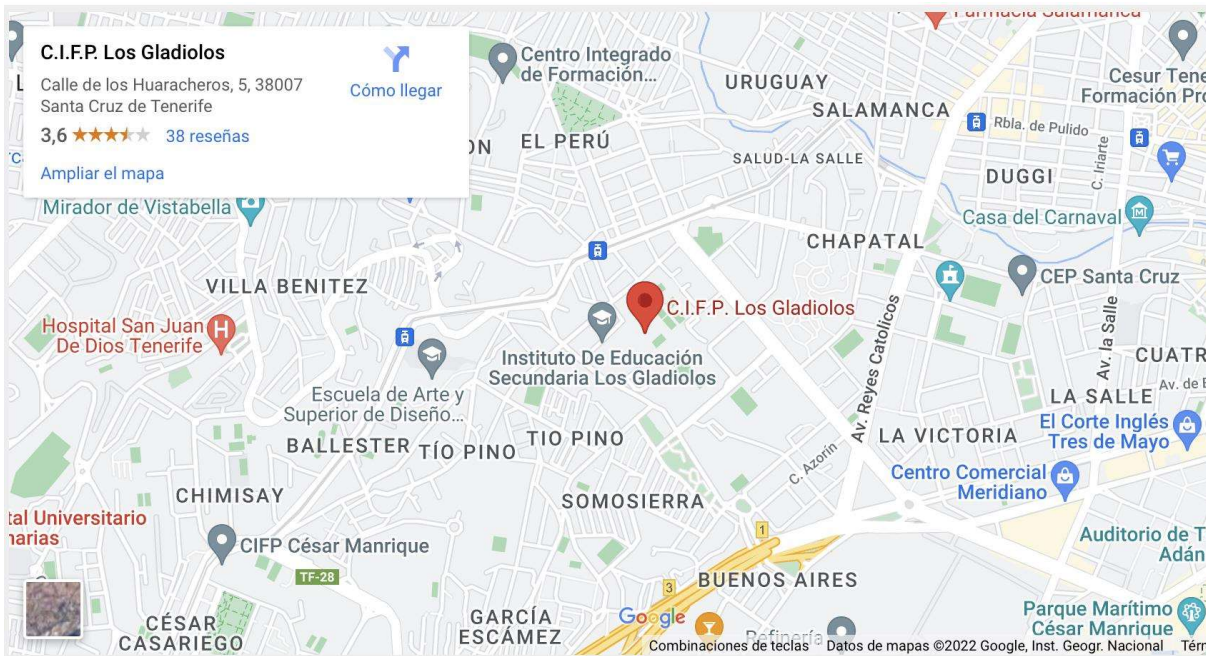 C.I.F.P. Los Gladiolos
Calle de los Huaracheros, 5, 38007
Santa Cruz de Tenerife
3,6
38 reseñas
Ampliar el mapa
Cómo llegar
Farmacia Salamanca
Centro Integrado
de Formación...
URUGUAY
Cesur Tene
Formación Pro
SALAMANCA
Rbla. de Pulido
EL PERÚ
ON
SALUD-LA SALLE
C. Iriarte
DUGGI
Mirador de Vistabella
Casa del Carnaval
CHAPATAL
CEP Santa Cruz
VILLA BENITEZ
C.I.F.P. Los Gladiolos
Hospital San Juan
De Dios Tenerife
Instituto De Educación
Secundaria Los Gladiolos
Av. Reyes Catolicos
Av. la Salle
CUATR
Av. de
Escuela de Arte y
Superior de Diseño...
LA SALLE
El Corte Inglés
Tres de Mayo
BALLESTER
TÍO PINO
TIO PINO
LA VICTORIA
C. Azorín
Centro Comercial
Meridiano
CHIMISAY
SOMOSIERRA
tal Universitario
narias
1
Auditorio de T
Adán
CIFP César Manrique
TF-28
3
BUENOS AIRES
CÉSAR
CASARIEGO
GARCÍA
ESCÁMEZ
Google
Refinería
Parque Marítimo
César Manrique
Combinaciones de teclas
Datos de mapas ©2022 Google, Inst. Geogr. Nacional
Térr